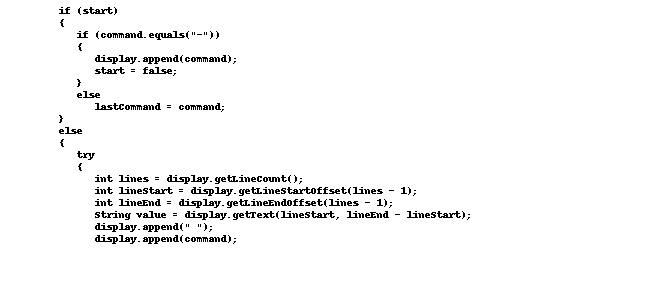 if (start)
{
if (command.equals("-"))
{
display.append(command);
start = false;
}
else
lastCommand = command;
}
else
{
try
{
int lines = display.getLineCount();
int lineStart = display.getLineStartOffset(lines - 1);
int lineEnd = display.getLineEndOffset(lines - 1);
String value = display.getText(lineStart, lineEnd - lineStart);
display.append(" ");
display.append(command);